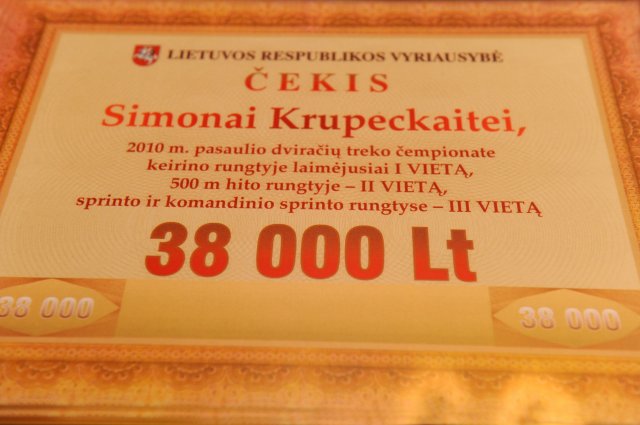 LIETUVOS RESPUBLIKOS VYRIAUSYBĖ
ČEKIS
Simonai Krupeckaitei,
2010 m. pasaulio dviračių treko čempionate
keirino rungtyje laimėjusiai I VIETĄ,
500 m hito rungtyje – II VIETĄ,
sprinto ir komandinio sprinto rungtyse – III VIETĄ
38 000 Lt
38 000
38 000